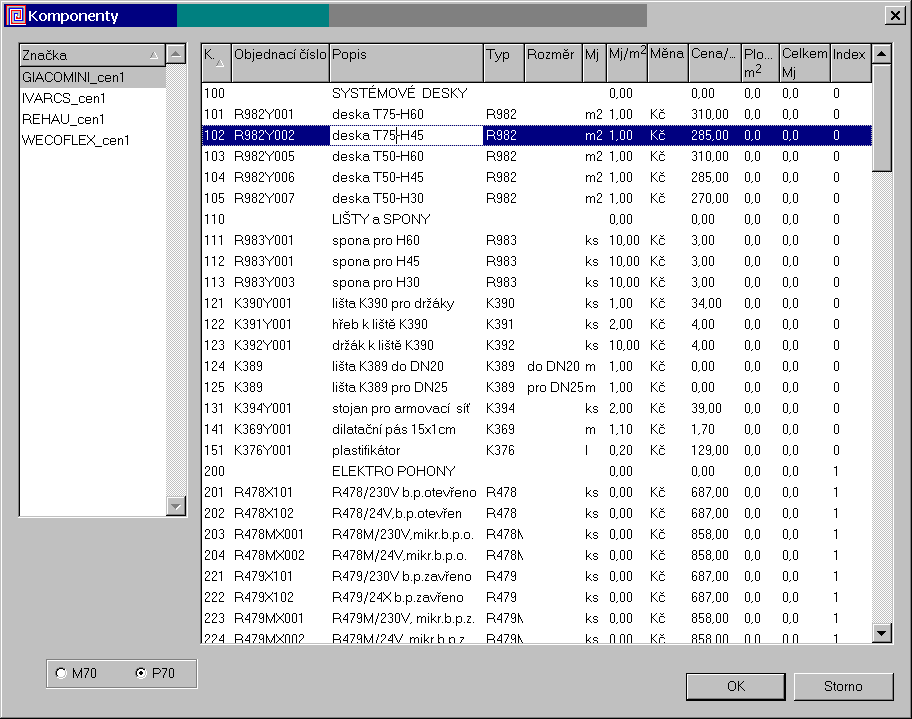 Komponenty
Značka
GIACOMINI_cen1
IVARCS_cen1
REHAU_cen1
WECOFLEX_cen1
K. Objednací číslo Popis Typ Rozměr Mj Mj/m² Měna Cena/... Plo... m² Celkem Mj Index
100 SYSTÉMOVÉ DESKY 0,00 0,00 0,0 0,0 0
101 R982Y001 deska T75-H60 R982 m2 1,00 Kč 310,00 0,0 0,0 0
102 R982Y002 deska T75-H45 R982 m2 1,00 Kč 285,00 0,0 0,0 0
103 R982Y005 deska T50-H60 R982 m2 1,00 Kč 310,00 0,0 0,0 0
104 R982Y006 deska T50-H45 R982 m2 1,00 Kč 285,00 0,0 0,0 0
105 R982Y007 deska T50-H30 R982 m2 1,00 Kč 270,00 0,0 0,0 0
110 LIŠTY a SPONY 0,00 0,00 0,0 0,0 0
111 R983Y001 spona pro H60 R983 ks 10,00 Kč 3,00 0,0 0,0 0
112 R983Y002 spona pro H45 R983 ks 10,00 Kč 3,00 0,0 0,0 0
113 R983Y003 spona pro H30 R983 ks 10,00 Kč 3,00 0,0 0,0 0
121 K390Y001 lišta K390 pro držáky K390 ks 1,00 Kč 34,00 0,0 0,0 0
122 K391Y001 hřeb k liště K390 K391 ks 2,00 Kč 4,00 0,0 0,0 0
123 K392Y001 držák k liště K390 K392 ks 10,00 Kč 4,00 0,0 0,0 0
124 K389 lišta K389 do DN20 K389 do DN20 m 1,00 Kč 0,00 0,0 0,0 0
125 K389 lišta K389 pro DN25 K389 pro DN25 m 1,00 Kč 0,00 0,0 0,0 0
131 K394Y001 stojan pro armovací síť K394 ks 2,00 Kč 39,00 0,0 0,0 0
141 K369Y001 dilatační pás 15x1cm K369 m 1,10 Kč 1,70 0,0 0,0 0
151 K376Y001 plastifikátor K376 l 0,20 Kč 129,00 0,0 0,0 0
200 ELEKTRO POHONY 0,00 0,00 0,0 0,0 1
201 R478X101 R478/230V b.p.otevřeno R478 ks 0,00 Kč 687,00 0,0 0,0 1
202 R478X102 R478/24V,b.p.otevřen R478 ks 0,00 Kč 687,00 0,0 0,0 1
203 R478MX001 R478M/230V,mikr.b.p.o. R478M ks 0,00 Kč 858,00 0,0 0,0 1
204 R478MX002 R478M/24V,mikr.b.p.o. R478M ks 0,00 Kč 858,00 0,0 0,0 1
221 R479X101 R479/230V b.p.zavřeno R479 ks 0,00 Kč 687,00 0,0 0,0 1
222 R479X102 R479/24X b.p.zavřeno R479 ks 0,00 Kč 687,00 0,0 0,0 1
223 R479MX001 R479M/230V, mikr.b.p.z. R479M ks 0,00 Kč 858,00 0,0 0,0 1
224 R479MX002 R479M/24V, mikr.b.p.z. R479M ks 0,00 Kč 858,00 0,0 0,0 1
M70 P70
OK Storno